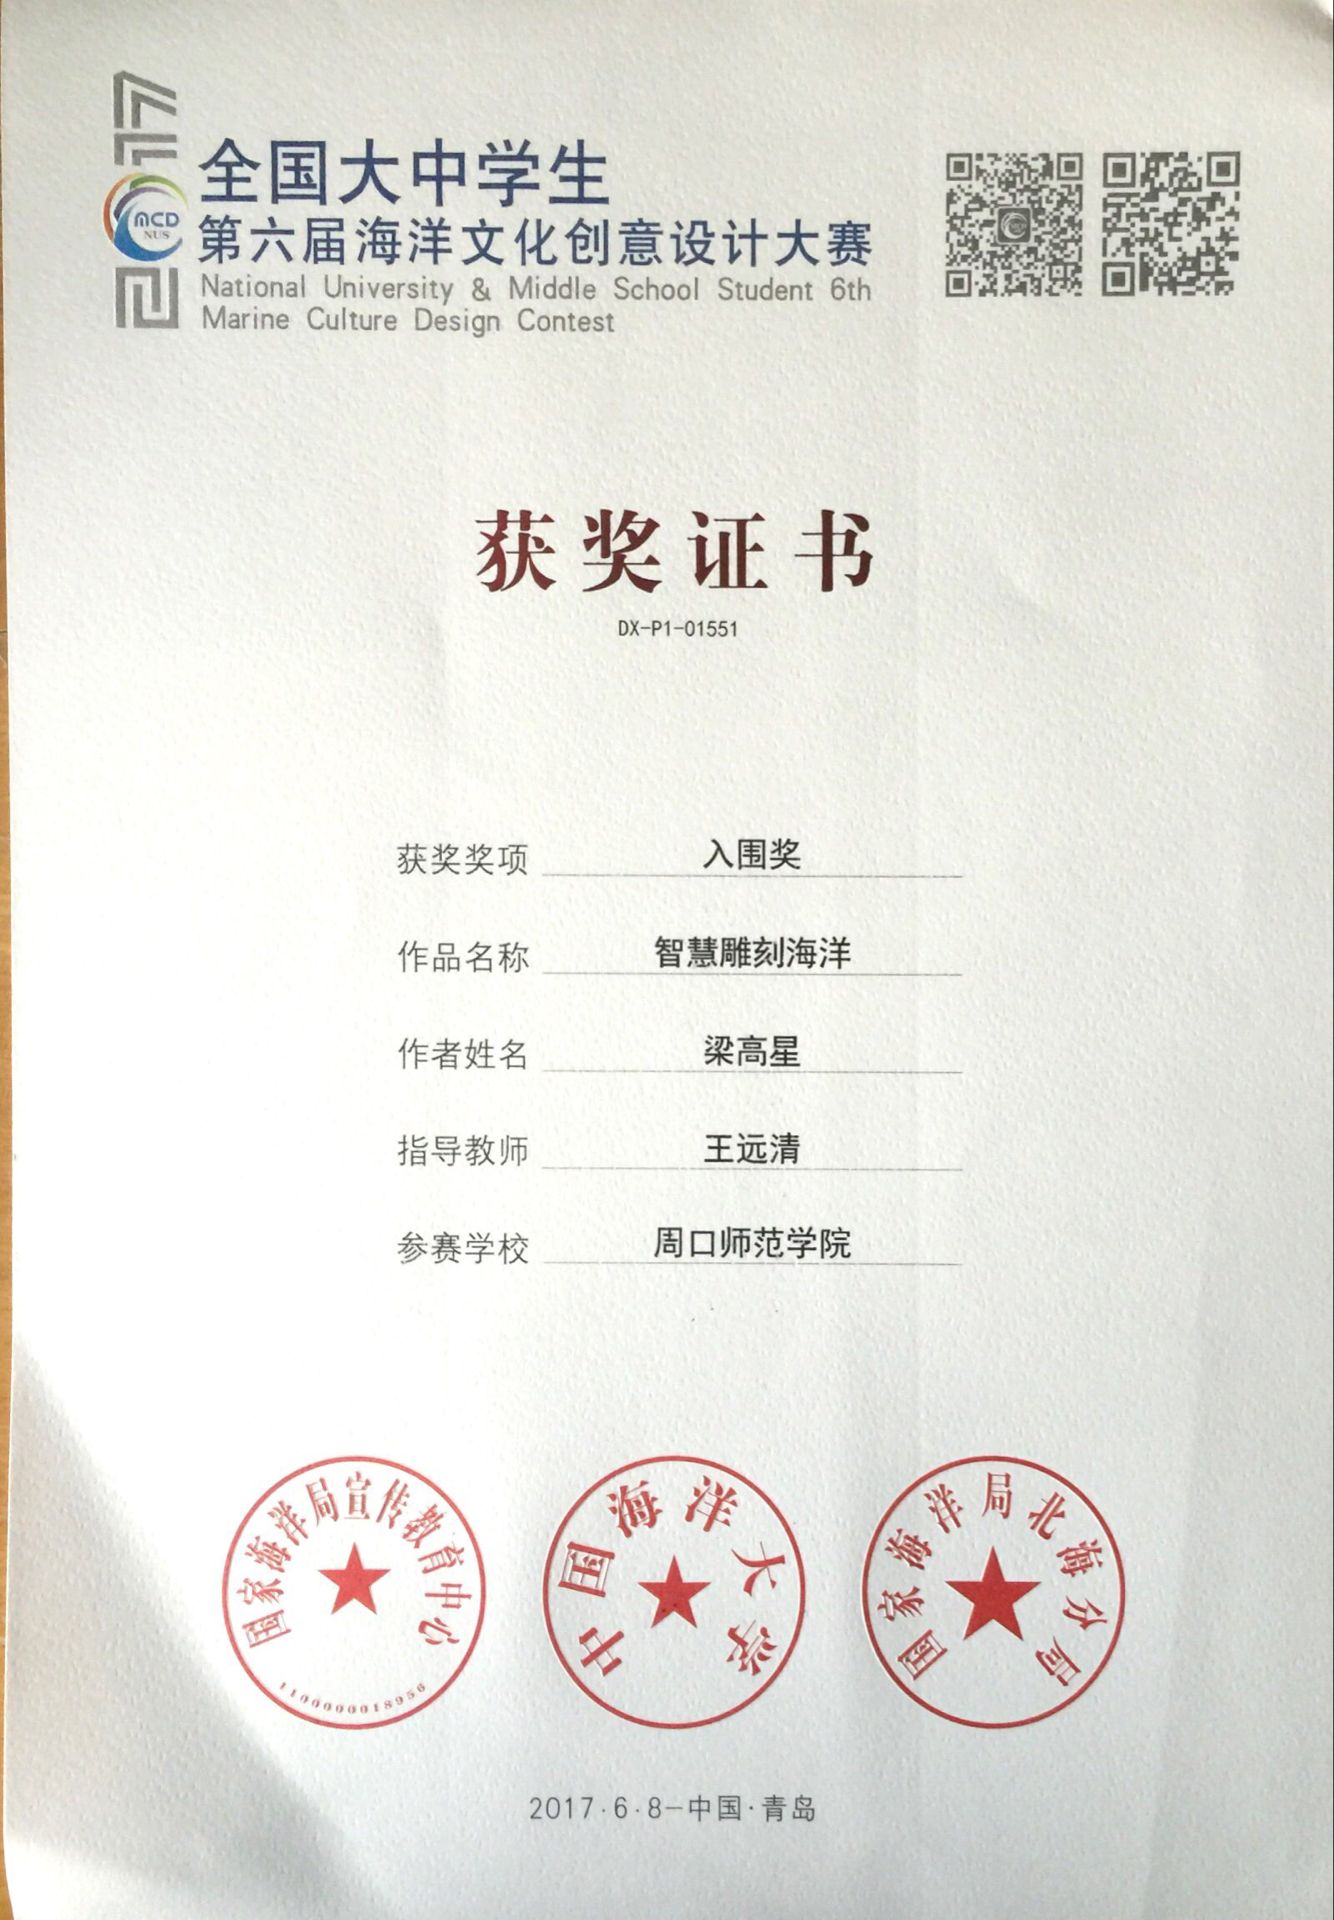 2017
MCD
NUS
全国大中学生
第六届海洋文化创意设计大赛
National University & Middle School Student 6th
Marine Culture Design Contest
获奖证书
DX-P1-01551
获奖奖项 入围奖
作品名称 智慧雕刻海洋
作者姓名 梁高星
指导教师 王远清
参赛学校 周口师范学院
国家海洋局宣传教育中心
1100000018956
中国海洋大学
国家海洋局北海分局
2017·6·8—中国·青岛